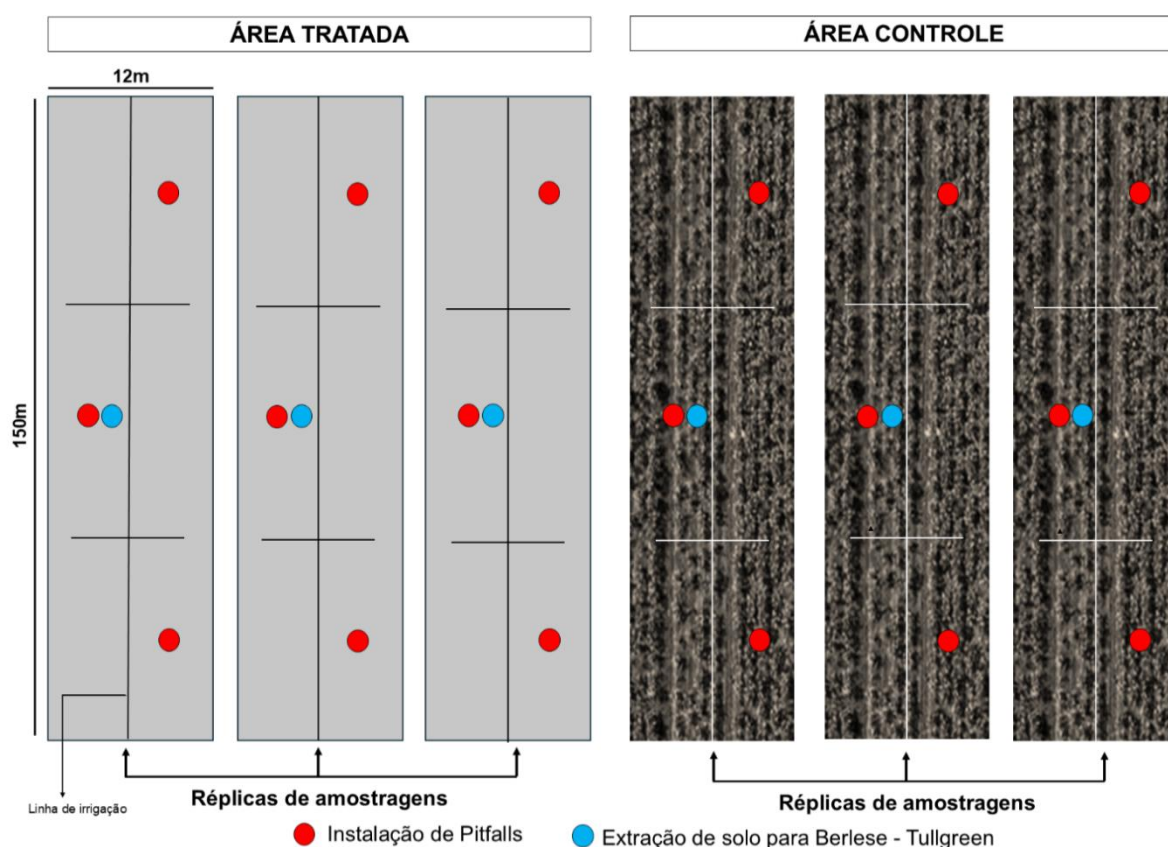 ÁREA TRATADA
ÁREA CONTROLE
12m
150m
Linha de irrigação
Réplicas de amostragens
Réplicas de amostragens
Instalação de Pitfalls
Extração de solo para Berlese - Tullgreen